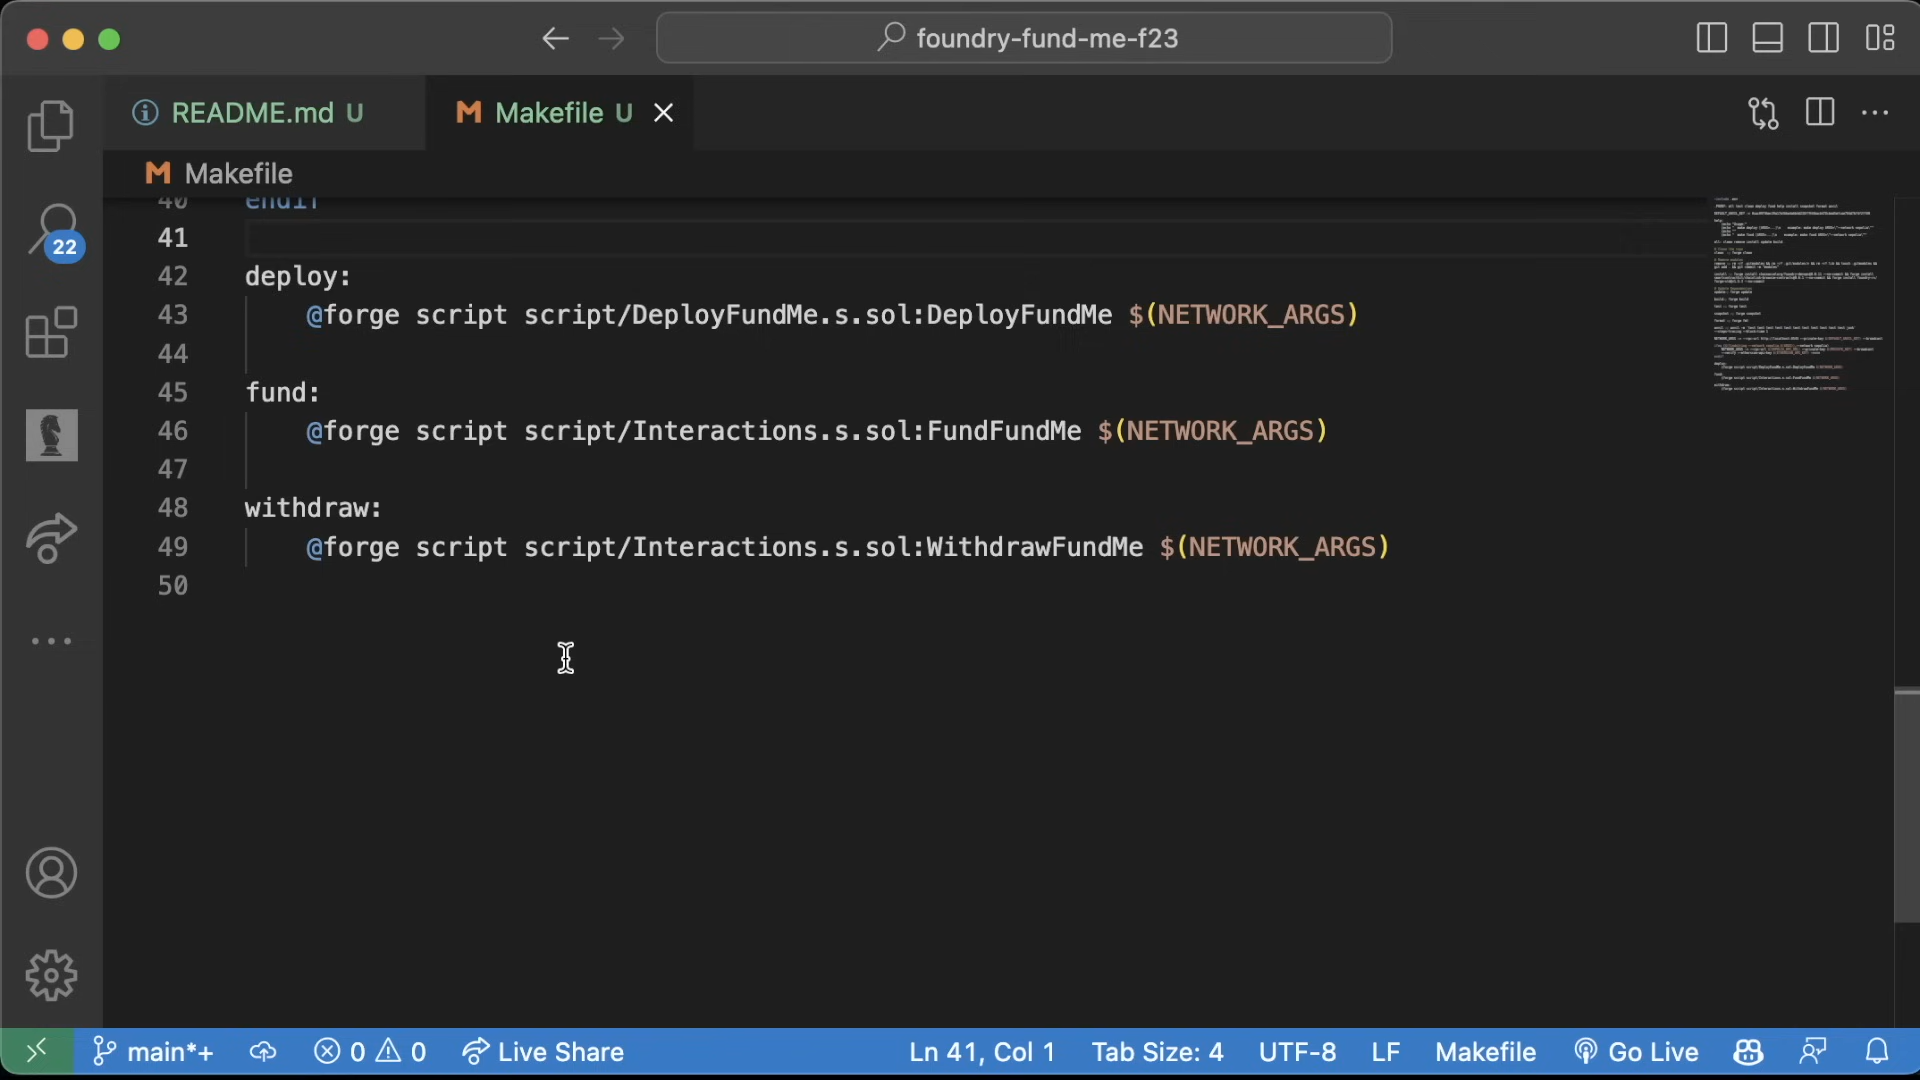 foundry-fund-me-f23
README.md U
M Makefile U
M Makefile
40 endif
41
42 deploy:
43 @forge script script/DeployFundMe.s.sol:DeployFundMe $(NETWORK_ARGS)
44
45 fund:
46 @forge script script/Interactions.s.sol:FundFundMe $(NETWORK_ARGS)
47
48 withdraw:
49 @forge script script/Interactions.s.sol:WithdrawFundMe $(NETWORK_ARGS)
50
22
main*+ 0 0 Live Share Ln 41, Col 1 Tab Size: 4 UTF-8 LF Makefile Go Live